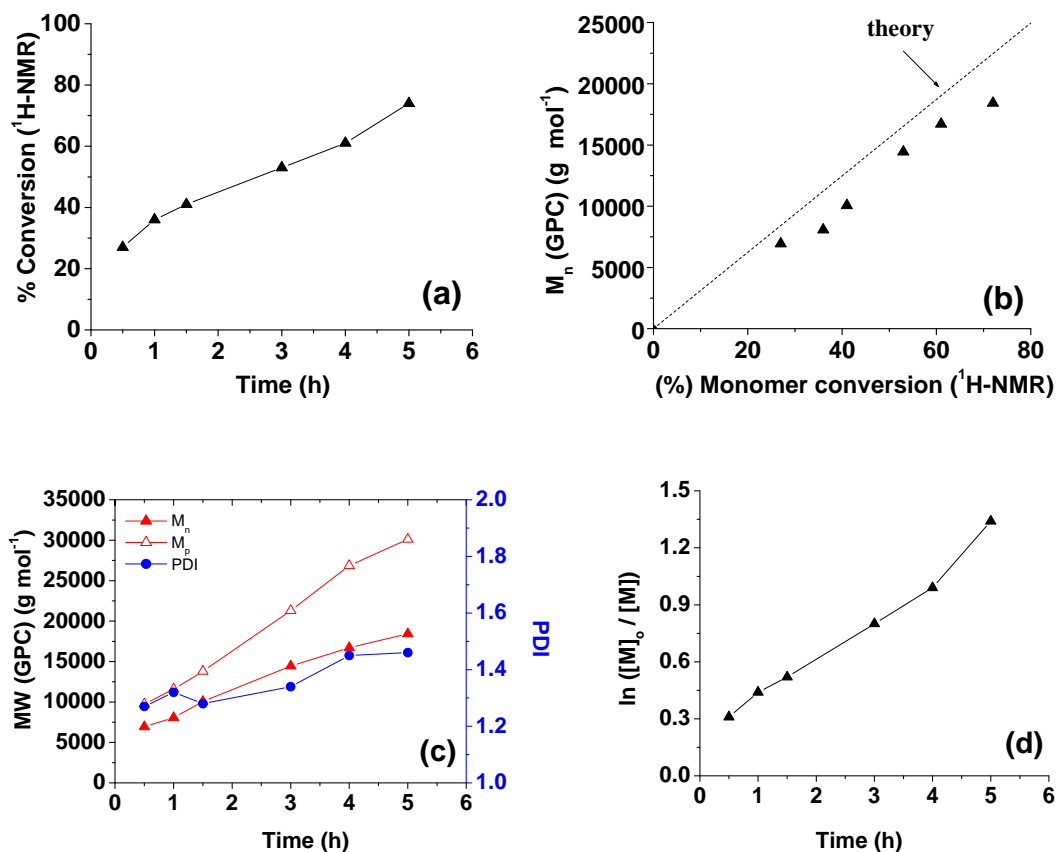 100
80
60
40
20
0
0 1 2 3 4 5 6
% Conversion (¹H-NMR)
Time (h)
(a)
theory
25000
20000
15000
10000
5000
0
0 20 40 60 80
Mₙ (GPC) (g mol⁻¹)
(%) Monomer conversion (¹H-NMR)
(b)
35000
30000
25000
20000
15000
10000
5000
0
0 1 2 3 4 5 6
MW (GPC) (g mol⁻¹)
Mₙ
Mₚ
PDI
2.0
1.8
1.6
1.4
1.2
1.0
PDI
Time (h)
(c)
1.5
1.2
0.9
0.6
0.3
0.0
0 1 2 3 4 5 6
ln ([M]ₒ / [M])
Time (h)
(d)